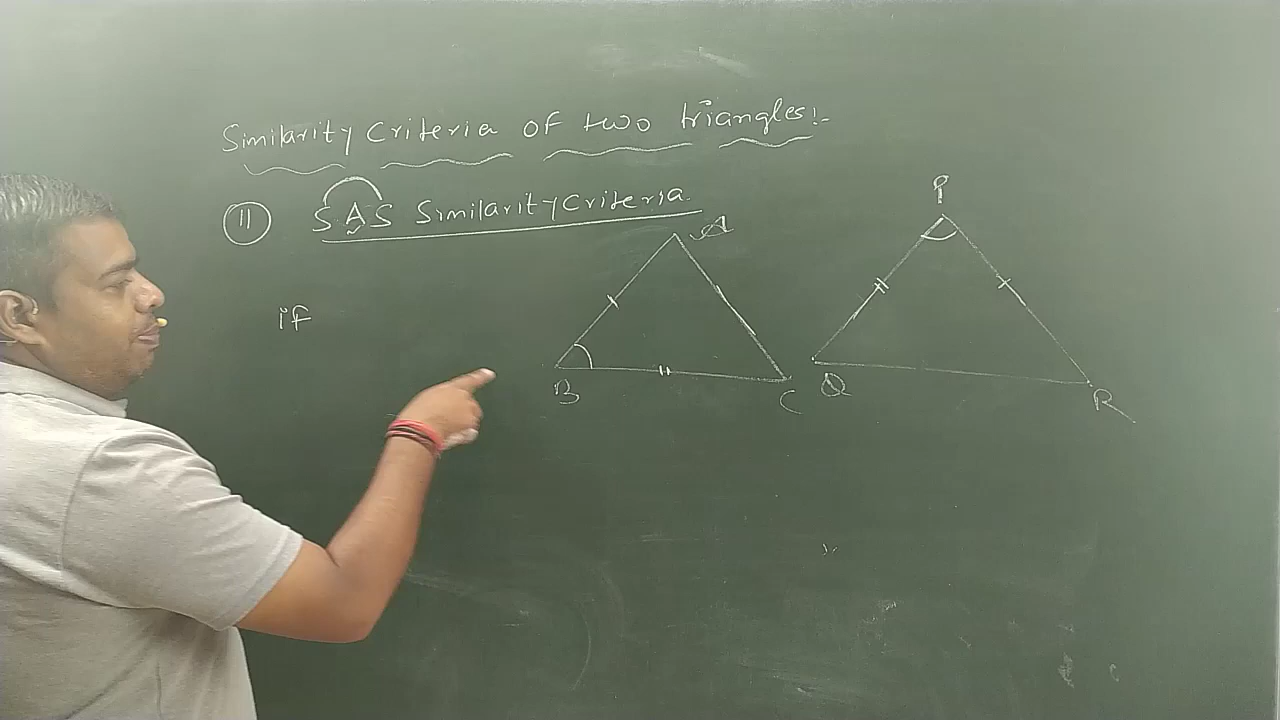 Similarity Criteria of two triangles:-
(11) SAS Similarity Criteria.
if
A
P
B
C
Q
R